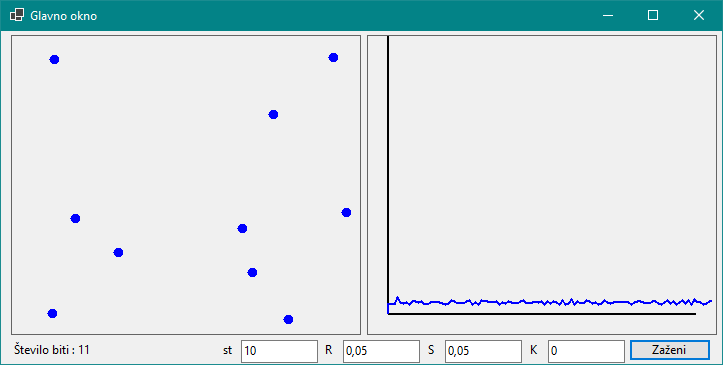 Glavno okno
Število biti : 11 st 10 R 0,05 S 0,05 K 0 Zaženi